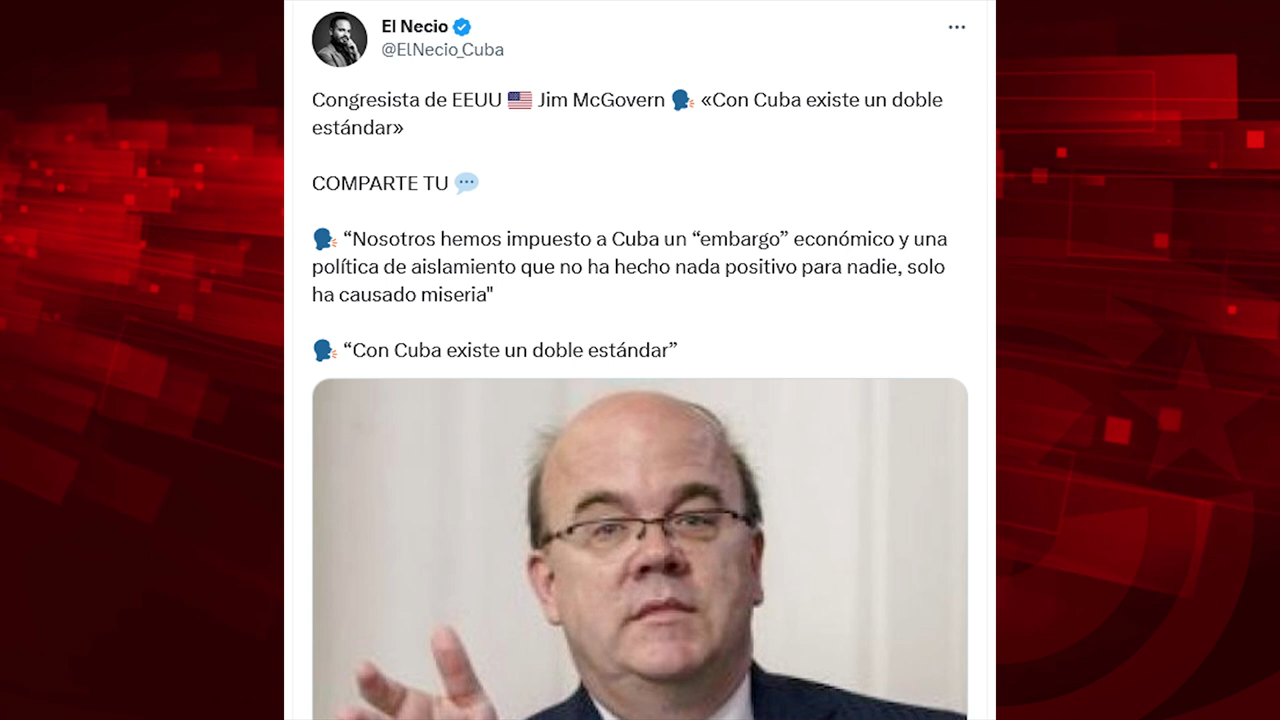 El Necio
@ElNecio_Cuba
Congresista de EEUU 🇺🇸 Jim McGovern 🗣️ «Con Cuba existe un doble
estándar»
COMPARTE TU 💬
🗣️ “Nosotros hemos impuesto a Cuba un “embargo” económico y una
política de aislamiento que no ha hecho nada positivo para nadie, solo
ha causado miseria"
🗣️ “Con Cuba existe un doble estándar”